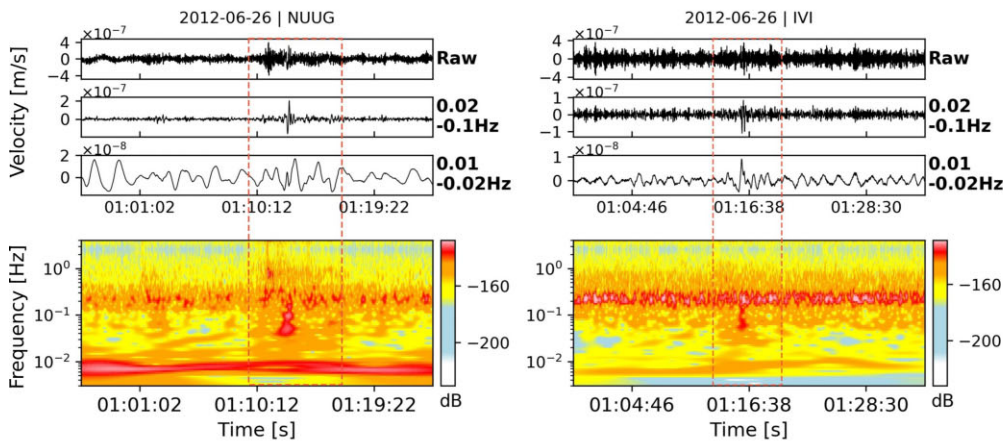 2012-06-26 | NUUG
×10⁻⁷
4
0
−4
Raw
×10⁻⁷
2
0
0.02
-0.1Hz
×10⁻⁸
2
0
0.01
-0.02Hz
Velocity [m/s]
01:01:02 01:10:12 01:19:22
Frequency [Hz]
10⁰
10⁻¹
10⁻²
−160
−200
dB
01:01:02 01:10:12 01:19:22
Time [s]
2012-06-26 | IVI
×10⁻⁷
4
0
−4
Raw
×10⁻⁷
1
0
−1
0.02
-0.1Hz
×10⁻⁸
1
0
0.01
-0.02Hz
01:04:46 01:16:38 01:28:30
10⁰
10⁻¹
10⁻²
−160
−200
dB
01:04:46 01:16:38 01:28:30
Time [s]